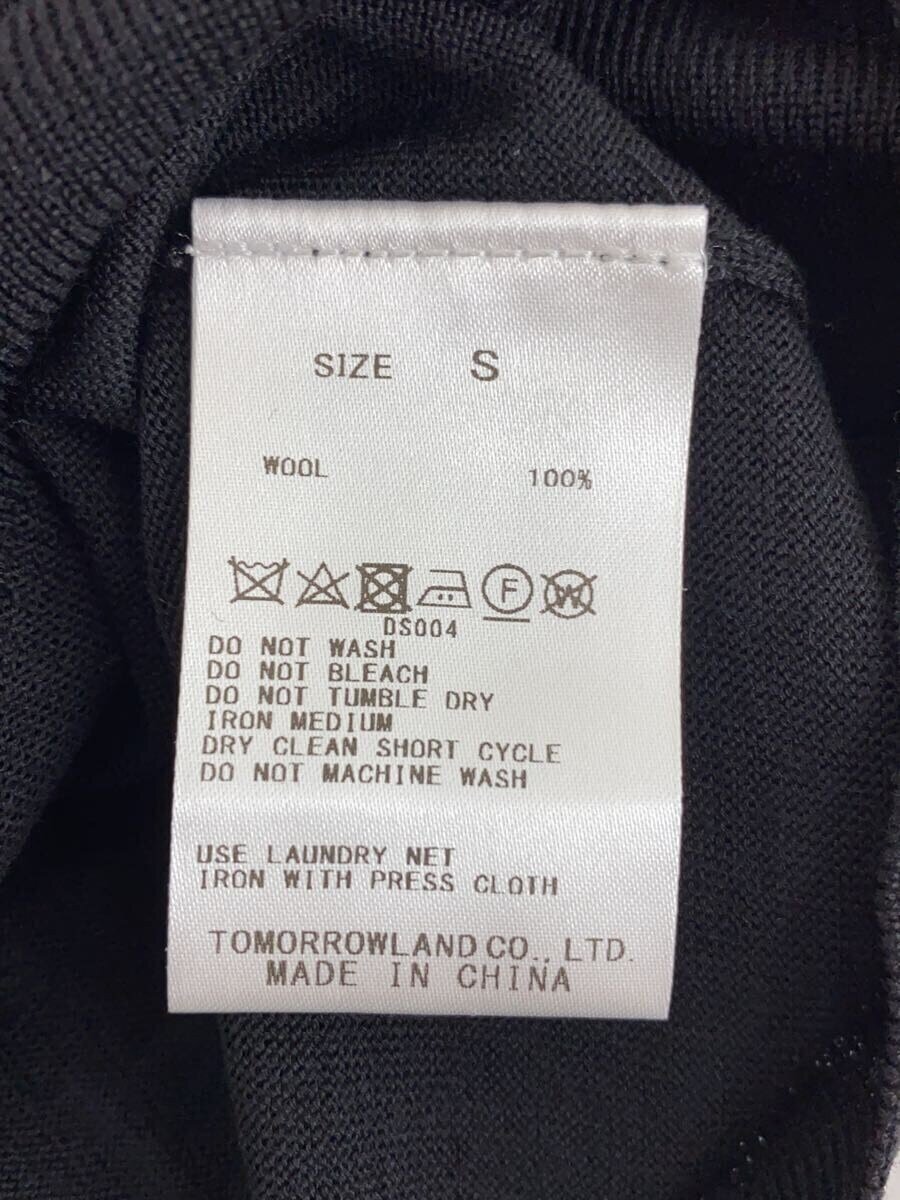 SIZE S
WOOL 100%
F W
DS004
DO NOT WASH
DO NOT BLEACH
DO NOT TUMBLE DRY
IRON MEDIUM
DRY CLEAN SHORT CYCLE
DO NOT MACHINE WASH
USE LAUNDRY NET
IRON WITH PRESS CLOTH
TOMORROWLAND CO., LTD.
MADE IN CHINA